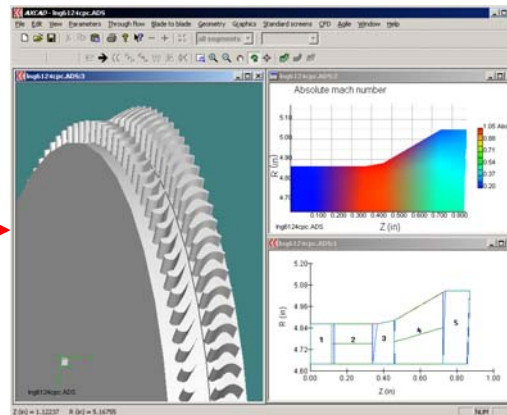 AXCAD - lng6124cpc.ADS
File Edit View Parameters Through flow Blade to blade Geometry Graphics Standard screens CFD Agile Window Help
all segments:
lng6124cpc.ADS:3
lng6124cpc.ADS
lng6124cpc.ADS:2
Absolute mach number
R (in)
5.10
5.00
4.90
4.80
4.70
0.100 0.200 0.300 0.400 0.500 0.600 0.700 0.800
Z (in)
1.05 Abs
0.88
0.71
0.54
0.37
0.20
lng6124cpc.ADS
lng6124cpc.ADS:1
R (in)
5.20
5.08
4.96
4.84
4.72
4.60
1 2 3 4 5
0.00 0.20 0.40 0.60 0.80 1.00
Z (in)
Z (in) = 1.12237 R (in) = 5.16755
NUM